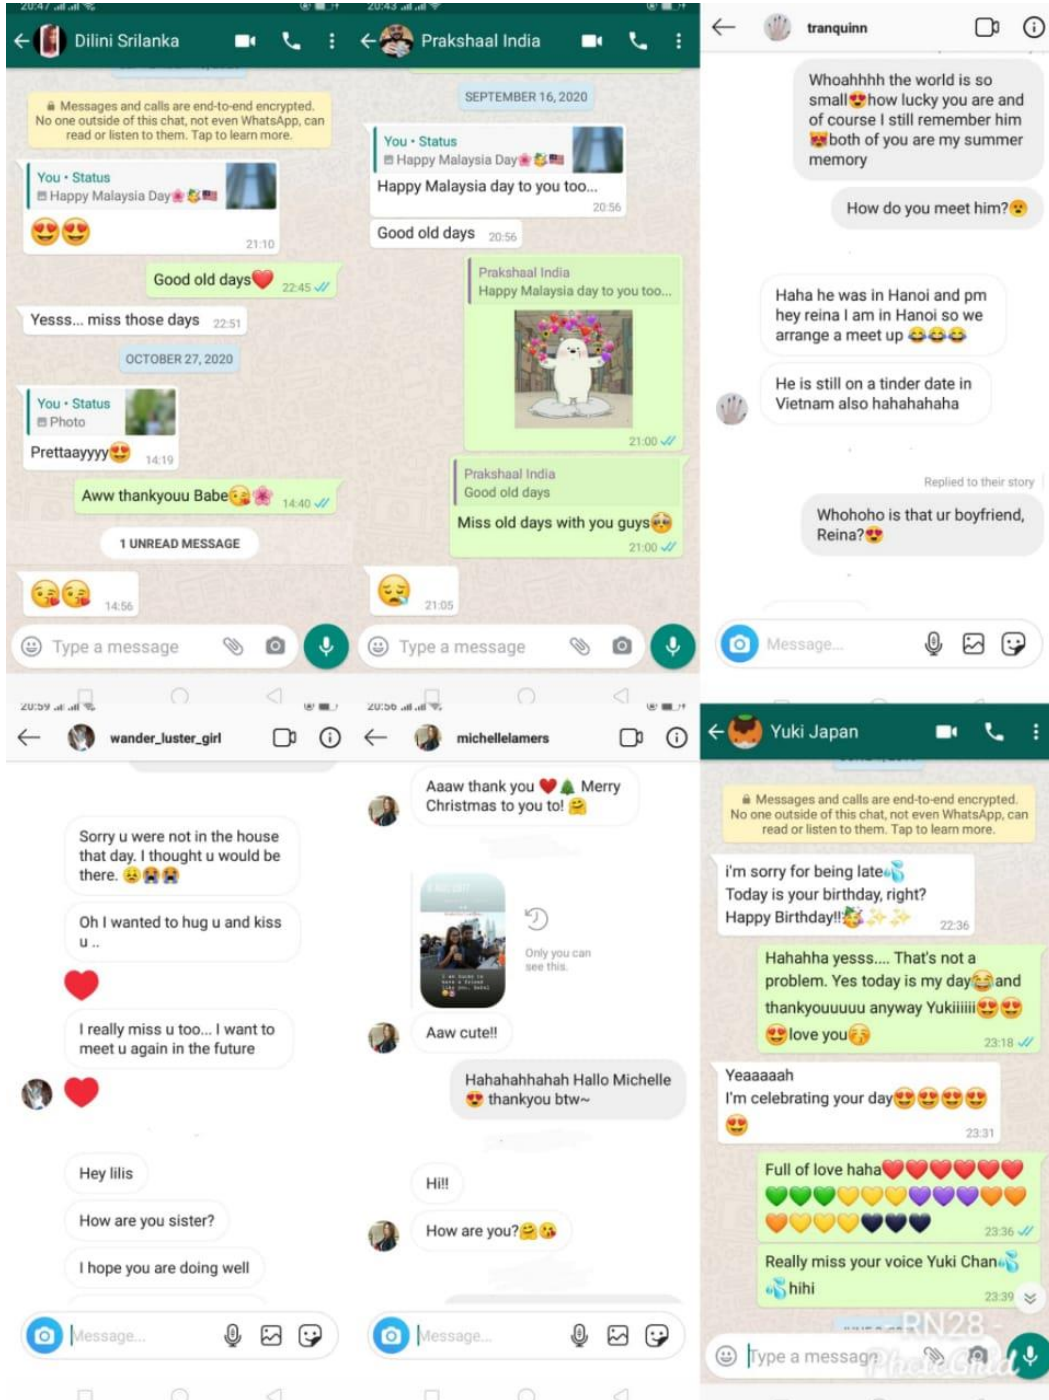 20:47
Dilini Srilanka
Messages and calls are end-to-end encrypted.
No one outside of this chat, not even WhatsApp, can
read or listen to them. Tap to learn more.
You • Status
Happy Malaysia Day🌸🥳🇲🇾
😍😍
21:10
Good old days❤️ 22:45
Yesss... miss those days 22:51
OCTOBER 27, 2020
You • Status
Photo
Prettaayyyy😍 14:19
Aww thankyouu Babe😘🌸 14:40
1 UNREAD MESSAGE
😘😘 14:56
Type a message
20:43
Prakshaal India
SEPTEMBER 16, 2020
You • Status
Happy Malaysia Day🌸🥳🇲🇾
Happy Malaysia day to you too...
20:56
Good old days 20:56
Prakshaal India
Happy Malaysia day to you too...
21:00
Prakshaal India
Good old days
Miss old days with you guys🥺
21:00
😪 21:05
Type a message
tranquinn
Whoahhhh the world is so
small😍how lucky you are and
of course I still remember him
😻both of you are my summer
memory
How do you meet him?😮
Haha he was in Hanoi and pm
hey reina I am in Hanoi so we
arrange a meet up 😂😂😂
He is still on a tinder date in
Vietnam also hahahahaha
Replied to their story
Whohoho is that ur boyfriend,
Reina?😍
Message...
20:59
wander_luster_girl
Sorry u were not in the house
that day. I thought u would be
there. 😣😭😭
Oh I wanted to hug u and kiss
u ..
❤️
I really miss u too... I want to
meet u again in the future
❤️
Hey lilis
How are you sister?
I hope you are doing well
Message...
20:56
michellelamers
Aaaw thank you ❤️🎄 Merry
Christmas to you to! 🤗
Only you can
see this.
Aaw cute!!
Hahahahhahah Hallo Michelle
😍 thankyou btw~
Hi!!
How are you?🤗😘
Message...
Yuki Japan
Messages and calls are end-to-end encrypted.
No one outside of this chat, not even WhatsApp, can
read or listen to them. Tap to learn more.
i'm sorry for being late💦
Today is your birthday, right?
Happy Birthday!!🥳✨✨
22:36
Hahahha yesss.... That's not a
problem. Yes today is my day😂and
thankyouuuuu anyway Yukiiiiii😍😍
😍love you😚
23:18
Yeaaaaah
I'm celebrating your day😍😍😍😍
😍
23:31
Full of love haha❤️❤️❤️❤️❤️❤️
💚💚💚💛💛💛💜💜💜🧡🧡
🧡💛💛💛🖤🖤🖤
23:36
Really miss your voice Yuki Chan💦
💦hihi
23:39
- RN28 -
Type a message
PhotoGrid